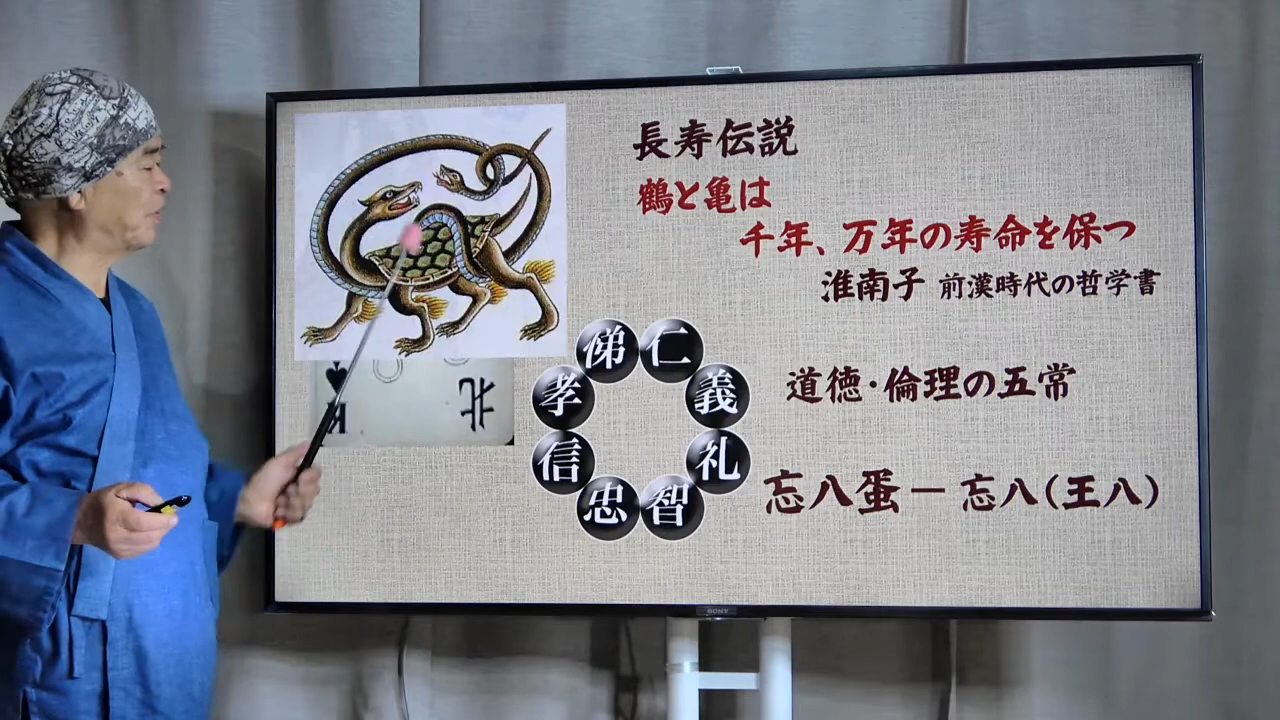 長寿伝説
鶴と亀は
千年、万年の寿命を保つ
淮南子 前漢時代の哲学書
仁
義
礼
智
忠
信
孝
悌
道徳・倫理の五常
忘八蛋－忘八(王八)
K
北
SONY